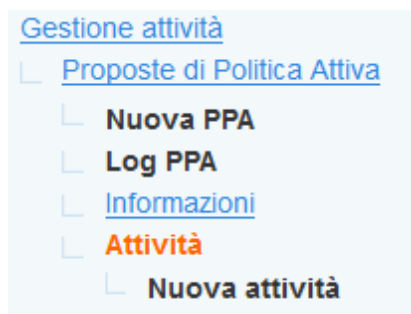 Gestione attività
Proposte di Politica Attiva
Nuova PPA
Log PPA
Informazioni
Attività
Nuova attività